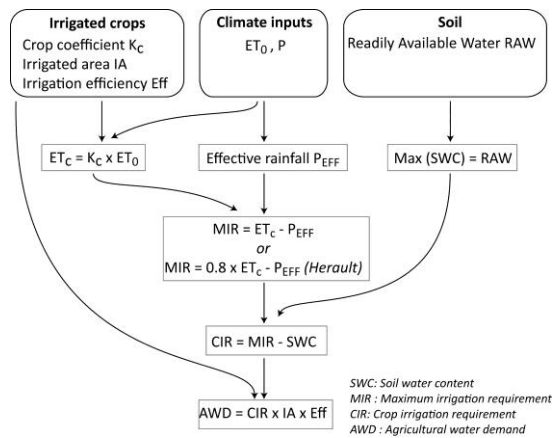 Irrigated crops
Crop coefficient Kc
Irrigated area IA
Irrigation efficiency Eff
Climate inputs
ET0 , P
Soil
Readily Available Water RAW
ETc = Kc x ET0
Effective rainfall PEFF
Max (SWC) = RAW
MIR = ETc - PEFF
or
MIR = 0.8 x ETc - PEFF (Herault)
CIR = MIR - SWC
AWD = CIR x IA x Eff
SWC: Soil water content
MIR : Maximum irrigation requirement
CIR: Crop irrigation requirement
AWD : Agricultural water demand